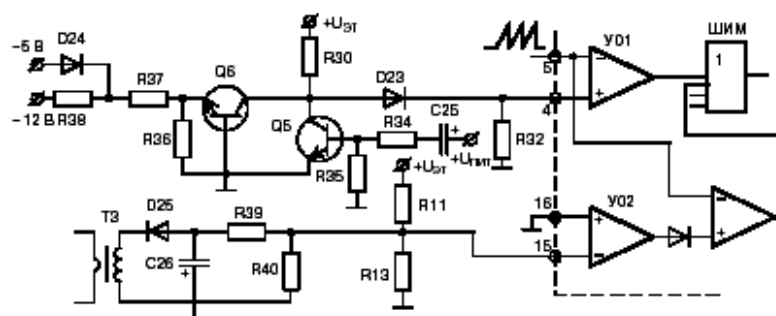 +UЭТ
ШИМ
-5 В
D24
R30
УО1
1
R37
Q6
D23
5
4
-12 В
R38
R36
Q5
R34
C25
+
R32
+UПИТ
R35
+UЭТ
R11
T3
D25
R39
16
УО2
15
C26
+
R40
R13